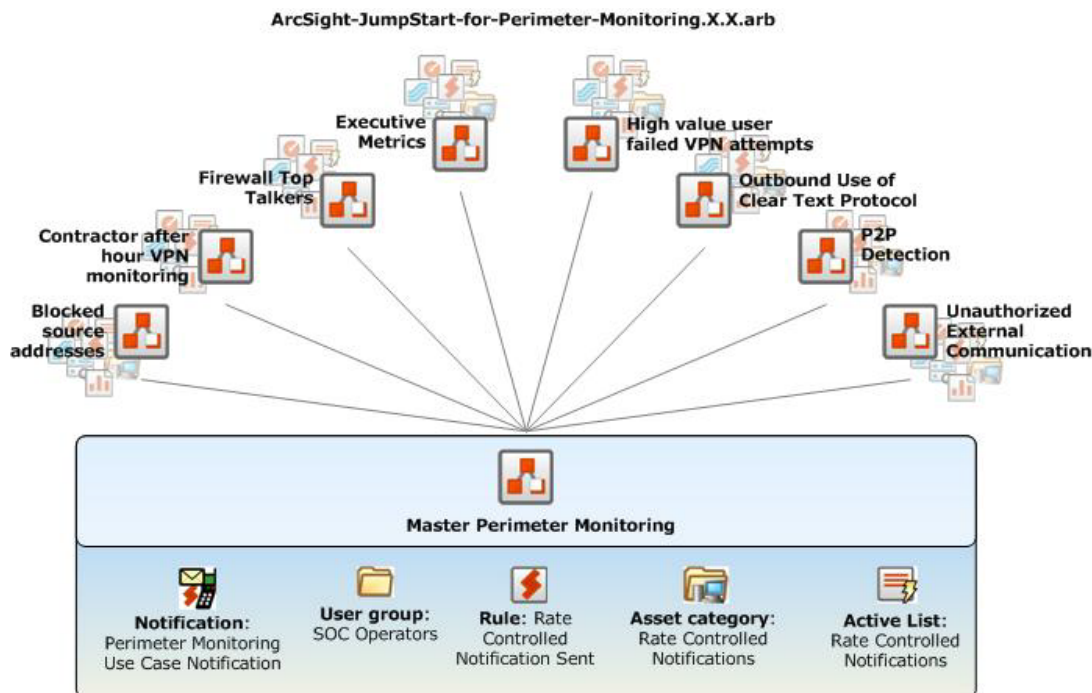 ArcSight-JumpStart-for-Perimeter-Monitoring.X.X.arb
Executive
Metrics
High value user
failed VPN attempts
Firewall Top
Talkers
Outbound Use of
Clear Text Protocol
Contractor after
hour VPN
monitoring
P2P
Detection
Blocked
source
addresses
Unauthorized
External
Communication
Master Perimeter Monitoring
Notification:
Perimeter Monitoring
Use Case Notification
User group:
SOC Operators
Rule: Rate
Controlled
Notification Sent
Asset category:
Rate Controlled
Notifications
Active List:
Rate Controlled
Notifications